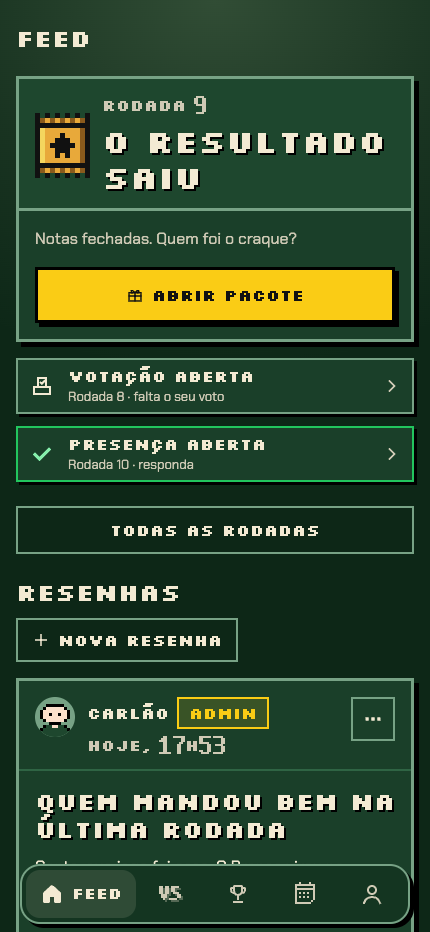 FEED
RODADA 9
O RESULTADO
SAIU
Notas fechadas. Quem foi o craque?
ABRIR PACOTE
VOTAÇÃO ABERTA
Rodada 8 · falta o seu voto
PRESENÇA ABERTA
Rodada 10 · responda
TODAS AS RODADAS
RESENHAS
+ NOVA RESENHA
CARLÃO ADMIN
HOJE, 17H53
QUEM MANDOU BEM NA
ÚLTIMA RODADA
FEED VS